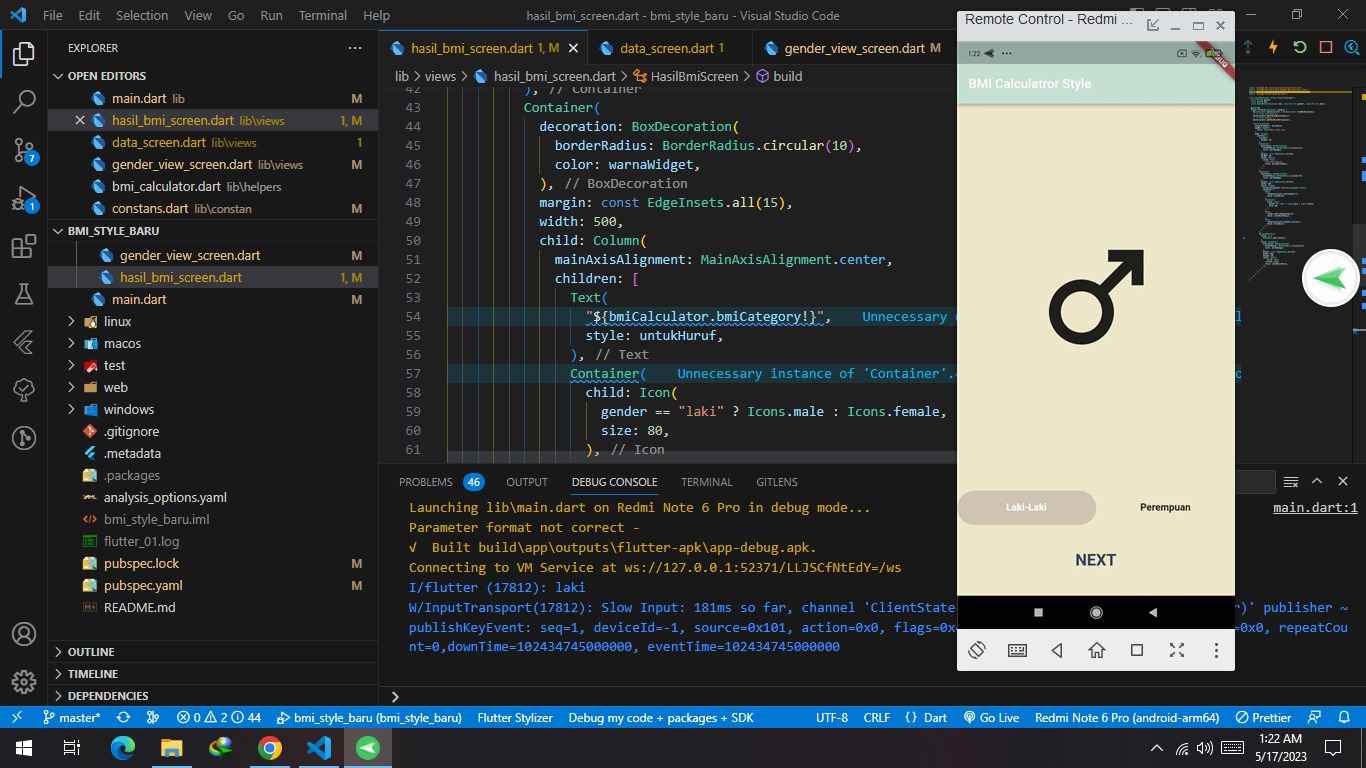 File Edit Selection View Go Run Terminal Help
hasil_bmi_screen.dart - bmi_style_baru - Visual Studio Code
EXPLORER
OPEN EDITORS
main.dart lib M
hasil_bmi_screen.dart lib\views 1, M
data_screen.dart lib\views 1
gender_view_screen.dart lib\views M
bmi_calculator.dart lib\helpers
constans.dart lib\constan M
BMI_STYLE_BARU
gender_view_screen.dart M
hasil_bmi_screen.dart 1, M
main.dart M
linux
macos
test
web
windows
.gitignore
.metadata
.packages
analysis_options.yaml
bmi_style_baru.iml
flutter_01.log
pubspec.lock M
pubspec.yaml M
README.md
OUTLINE
TIMELINE
DEPENDENCIES
7
1
hasil_bmi_screen.dart 1, M data_screen.dart 1 gender_view_screen.dart M
lib > views > hasil_bmi_screen.dart > HasilBmiScreen > build
42 ), // Container
43 Container(
44 decoration: BoxDecoration(
45 borderRadius: BorderRadius.circular(10),
46 color: warnaWidget,
47 ), // BoxDecoration
48 margin: const EdgeInsets.all(15),
49 width: 500,
50 child: Column(
51 mainAxisAlignment: MainAxisAlignment.center,
52 children: [
53 Text(
54 "${bmiCalculator.bmiCategory!}", Unnecessary
55 style: untukHuruf,
56 ), // Text
57 Container( Unnecessary instance of 'Container'.
58 child: Icon(
59 gender == "laki" ? Icons.male : Icons.female,
60 size: 80,
61 ), // Icon
PROBLEMS 46 OUTPUT DEBUG CONSOLE TERMINAL GITLENS
Launching lib\main.dart on Redmi Note 6 Pro in debug mode... main.dart:1
Parameter format not correct -
√ Built build\app\outputs\flutter-apk\app-debug.apk.
Connecting to VM Service at ws://127.0.0.1:52371/LLJSCfNtEdY=/ws
I/flutter (17812): laki
W/InputTransport(17812): Slow Input: 181ms so far, channel 'ClientState )' publisher ~
publishKeyEvent: seq=1, deviceId=-1, source=0x101, action=0x0, flags=0x =0x0, repeatCou
nt=0,downTime=102434745000000, eventTime=102434745000000
Remote Control - Redmi ...
1:22 ...
BMI Calculatror Style
Laki-Laki Perempuan
NEXT
master* 0 2 44 bmi_style_baru (bmi_style_baru) Flutter Stylizer Debug my code + packages + SDK UTF-8 CRLF {} Dart Go Live Redmi Note 6 Pro (android-arm64) Prettier
1:22 AM
5/17/2023